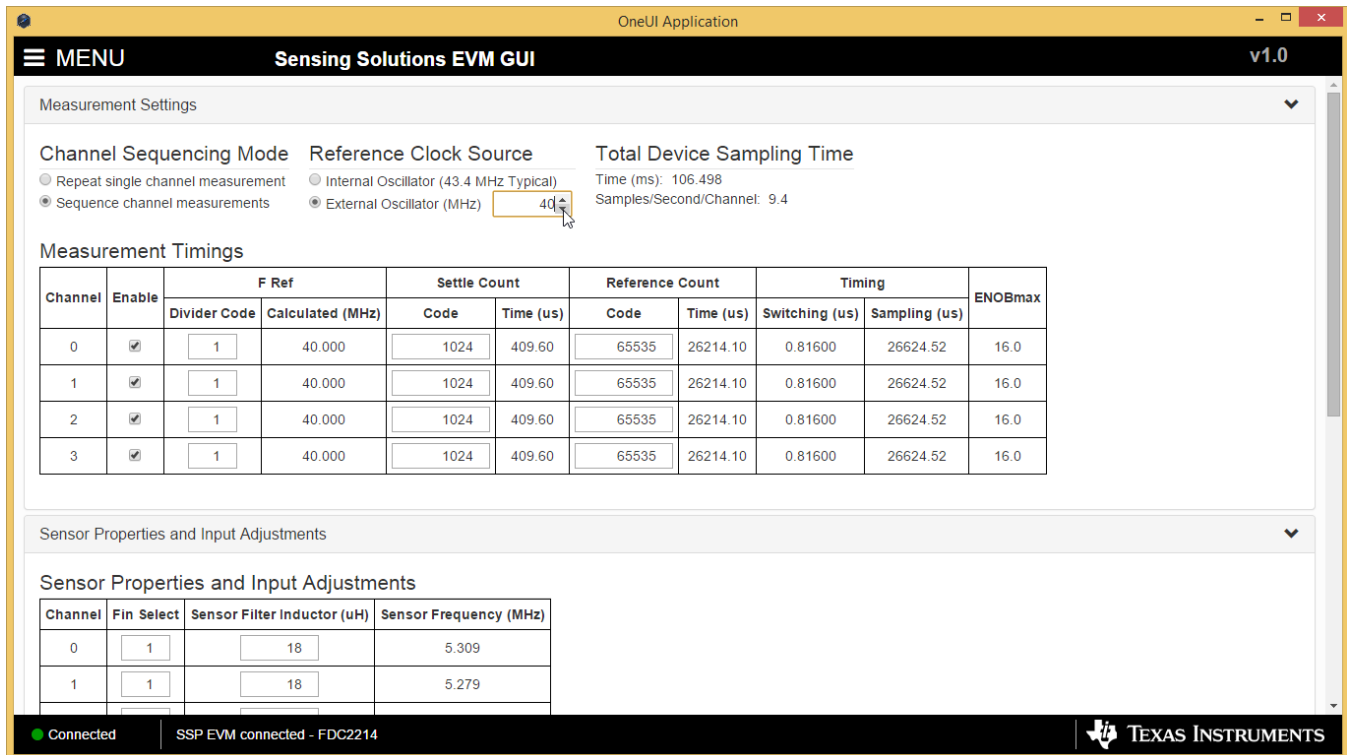 OneUI Application
MENU Sensing Solutions EVM GUI v1.0
Measurement Settings
Channel Sequencing Mode Reference Clock Source Total Device Sampling Time
Repeat single channel measurement Internal Oscillator (43.4 MHz Typical) Time (ms): 106.498
Sequence channel measurements External Oscillator (MHz) 40 Samples/Second/Channel: 9.4
Measurement Timings
Channel Enable F Ref Settle Count Reference Count Timing ENOBmax
Divider Code Calculated (MHz) Code Time (us) Code Time (us) Switching (us) Sampling (us)
0 1 40.000 1024 409.60 65535 26214.10 0.81600 26624.52 16.0
1 1 40.000 1024 409.60 65535 26214.10 0.81600 26624.52 16.0
2 1 40.000 1024 409.60 65535 26214.10 0.81600 26624.52 16.0
3 1 40.000 1024 409.60 65535 26214.10 0.81600 26624.52 16.0
Sensor Properties and Input Adjustments
Sensor Properties and Input Adjustments
Channel Fin Select Sensor Filter Inductor (uH) Sensor Frequency (MHz)
0 1 18 5.309
1 1 18 5.279
Connected SSP EVM connected - FDC2214 TEXAS INSTRUMENTS